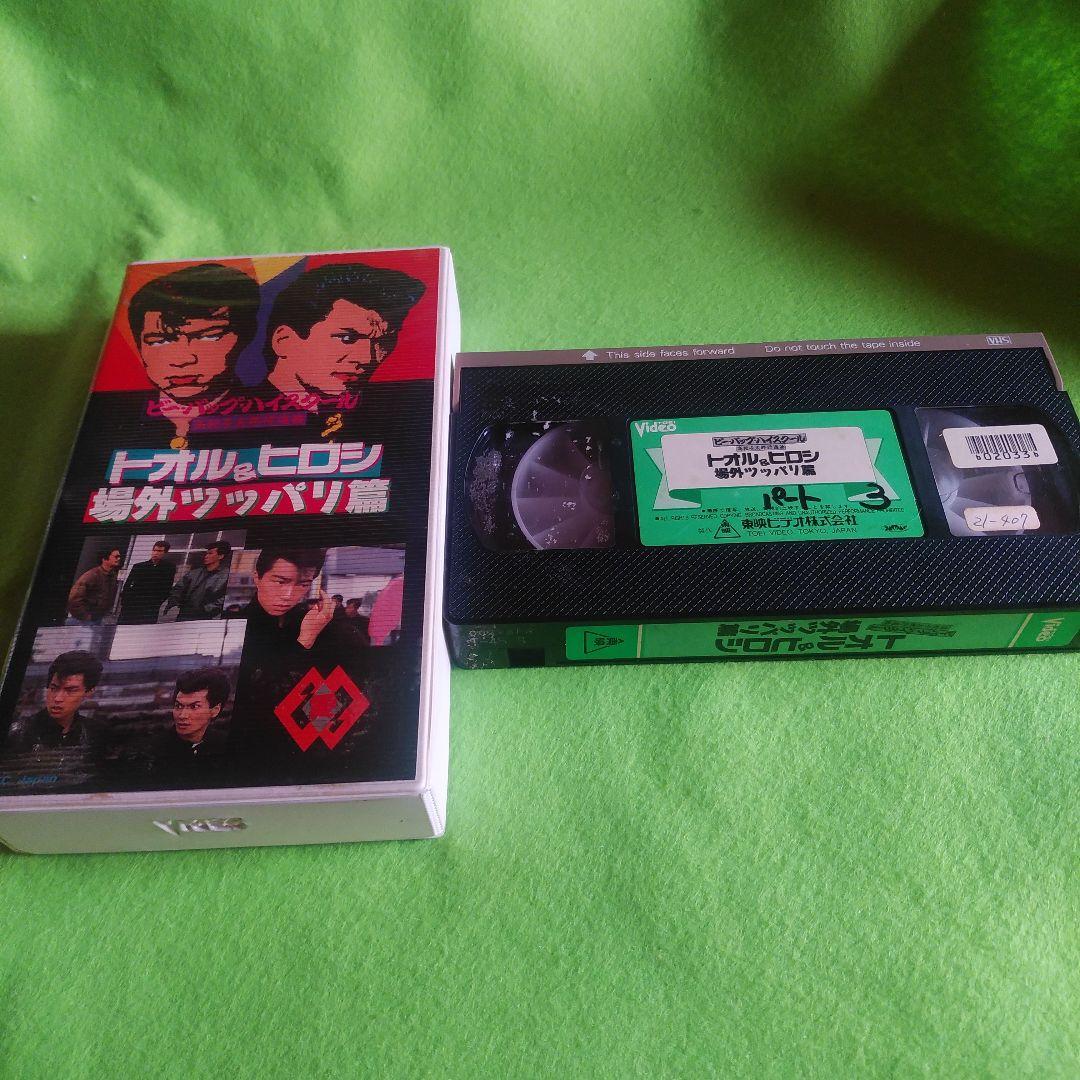 ビー・バップ・ハイスクール
トオル&ヒロシ
場外ツッパリ篇
Japan
VIDEO
This side faces forward
Do not touch the tape inside
VHS
Video
ビー・バップ・ハイスクール
トオル&ヒロシ
場外ツッパリ篇
パート 3
東映ビデオ株式会社
TOEI VIDEO, TOKYO, JAPAN
21-407
Video
トオル&ヒロシ
場外ツッパリ篇